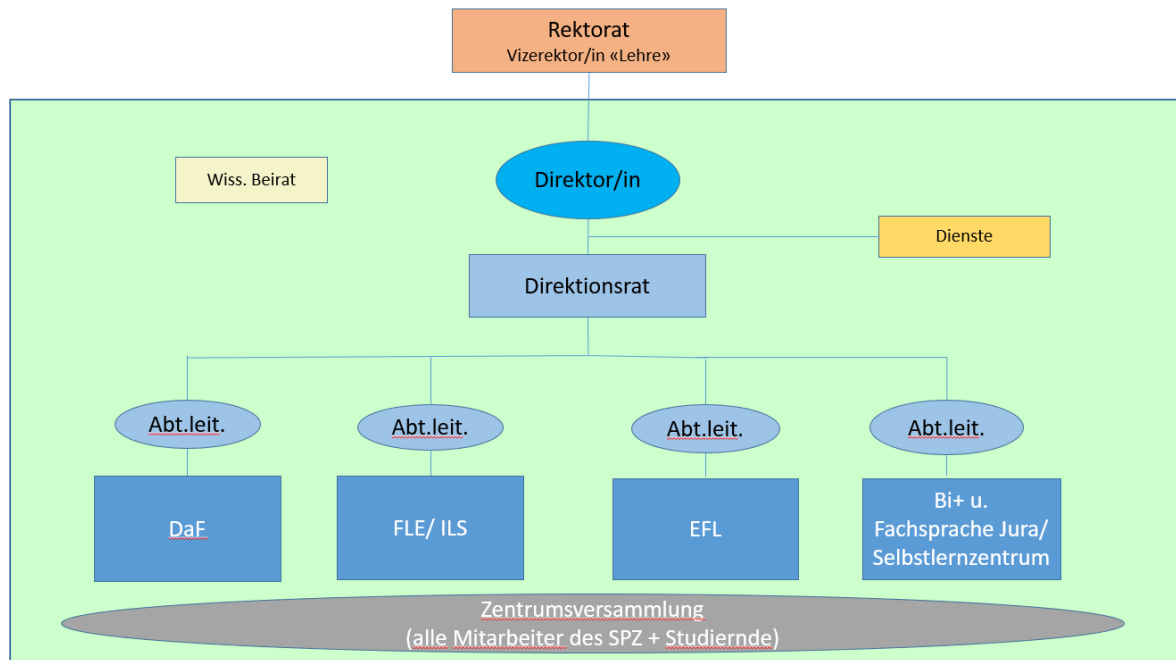 Rektorat
Vizerektor/in «Lehre»
Wiss. Beirat
Direktor/in
Dienste
Direktionsrat
Abt.leit.
Abt.leit.
Abt.leit.
Abt.leit.
DaF
FLE/ ILS
EFL
Bi+ u.
Fachsprache Jura/
Selbstlernzentrum
Zentrumsversammlung
(alle Mitarbeiter des SPZ + Studiernde)